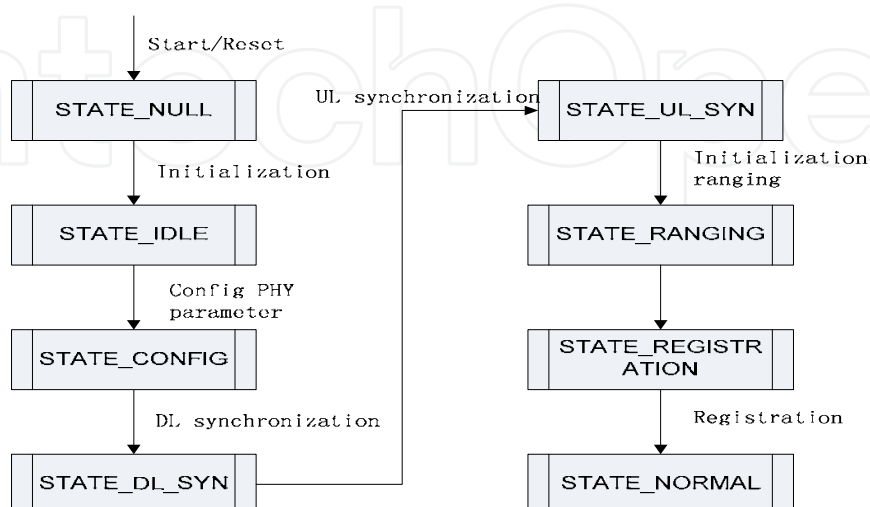 Start/Reset
STATE_NULL
Initialization
STATE_IDLE
Config PHY
parameter
STATE_CONFIG
DL synchronization
STATE_DL_SYN
UL synchronization
STATE_UL_SYN
Initialization
ranging
STATE_RANGING
STATE_REGISTR
ATION
Registration
STATE_NORMAL